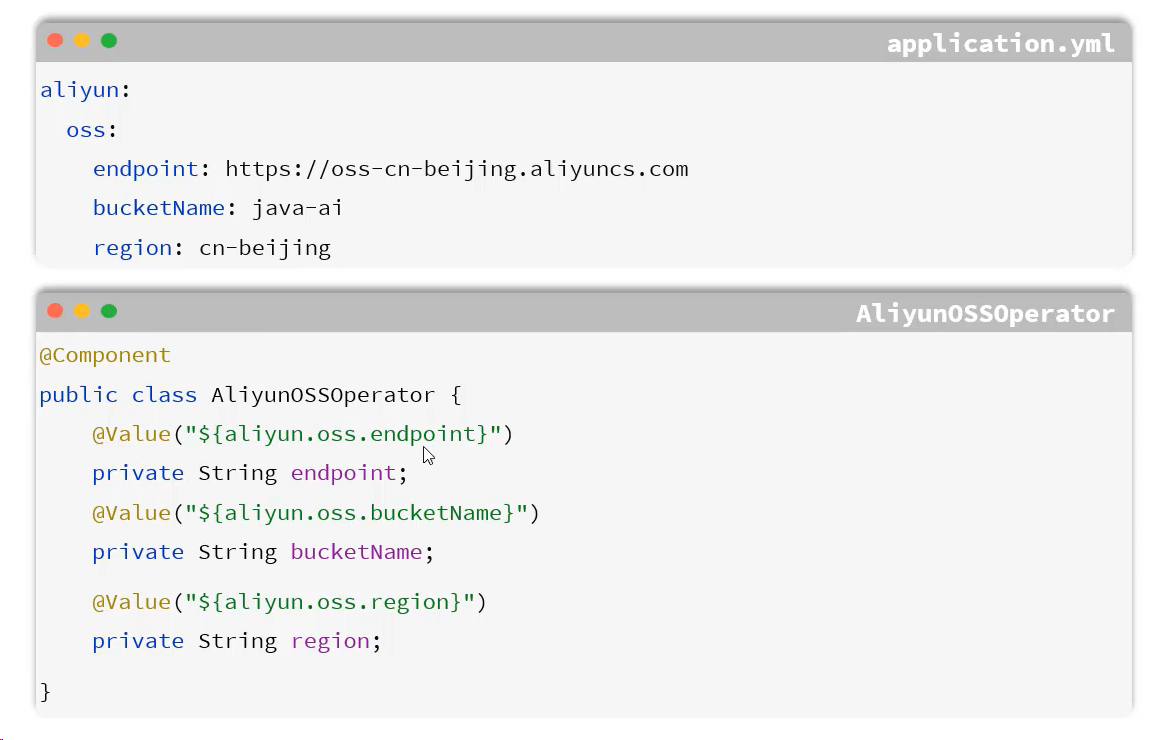 application.yml
aliyun:
  oss:
    endpoint: https://oss-cn-beijing.aliyuncs.com
    bucketName: java-ai
    region: cn-beijing
AliyunOSSOperator
@Component
public class AliyunOSSOperator {
    @Value("${aliyun.oss.endpoint}")
    private String endpoint;
    @Value("${aliyun.oss.bucketName}")
    private String bucketName;
    @Value("${aliyun.oss.region}")
    private String region;
}